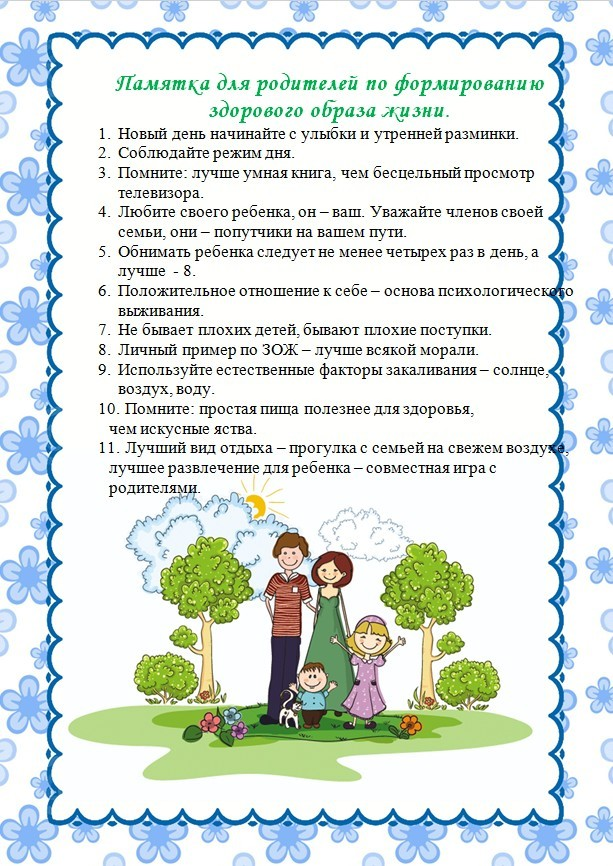 Памятка для родителей по формированию
здорового образа жизни.
1. Новый день начинайте с улыбки и утренней разминки.
2. Соблюдайте режим дня.
3. Помните: лучше умная книга, чем бесцельный просмотр
телевизора.
4. Любите своего ребенка, он – ваш. Уважайте членов своей
семьи, они – попутчики на вашем пути.
5. Обнимать ребенка следует не менее четырех раз в день, а
лучше - 8.
6. Положительное отношение к себе – основа психологического
выживания.
7. Не бывает плохих детей, бывают плохие поступки.
8. Личный пример по ЗОЖ – лучше всякой морали.
9. Используйте естественные факторы закаливания – солнце,
воздух, воду.
10. Помните: простая пища полезнее для здоровья,
чем искусные яства.
11. Лучший вид отдыха – прогулка с семьей на свежем воздухе,
лучшее развлечение для ребенка – совместная игра с
родителями.